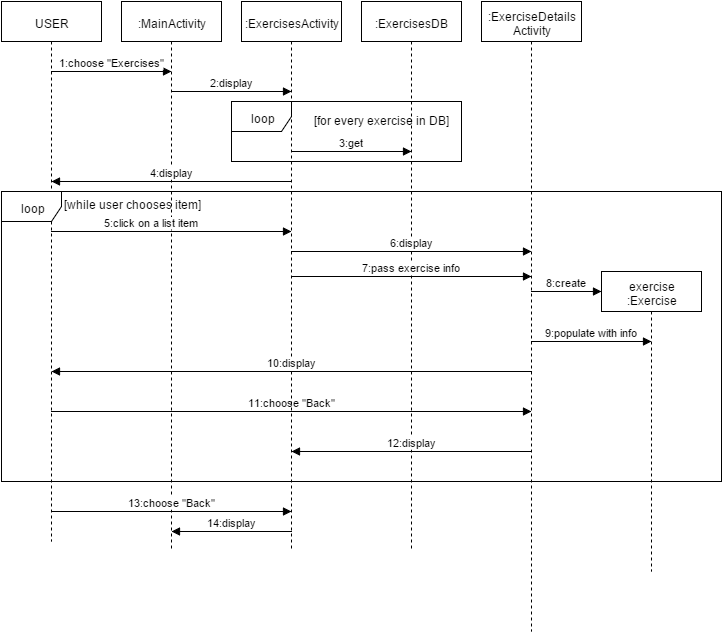 USER
:MainActivity
:ExercisesActivity
:ExercisesDB
:ExerciseDetails
Activity
1:choose "Exercises"
2:display
loop
[for every exercise in DB]
3:get
4:display
loop
[while user chooses item]
5:click on a list item
6:display
7:pass exercise info
8:create
exercise
:Exercise
9:populate with info
10:display
11:choose "Back"
12:display
13:choose "Back"
14:display